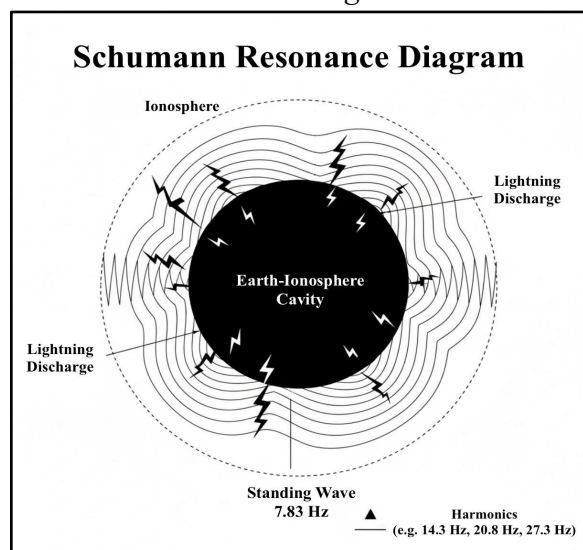 Schumann Resonance Diagram
Ionosphere
Lightning
Discharge
Earth-Ionosphere
Cavity
Lightning
Discharge
Standing Wave
7.83 Hz
Harmonics
(e.g. 14.3 Hz, 20.8 Hz, 27.3 Hz)